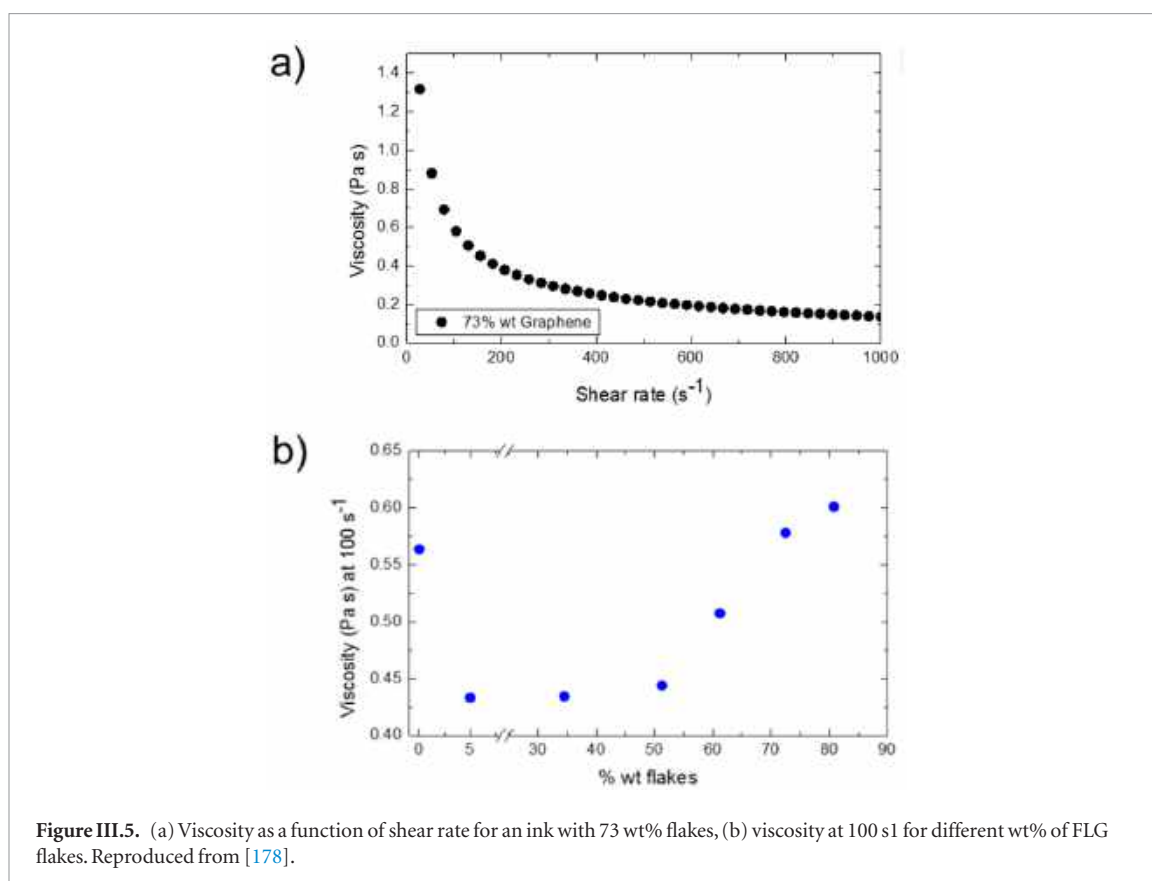 a)
1.4
1.2
1.0
0.8
0.6
0.4
0.2
0.0
Viscosity (Pa s)
73% wt Graphene
0 200 400 600 800 1000
Shear rate (s⁻¹)
b)
0.65
0.60
0.55
0.50
0.45
0.40
Viscosity (Pa s) at 100 s⁻¹
0 5 30 40 50 60 70 80 90
% wt flakes
Figure III.5. (a) Viscosity as a function of shear rate for an ink with 73 wt% flakes, (b) viscosity at 100 s1 for different wt% of FLG
flakes. Reproduced from [178].